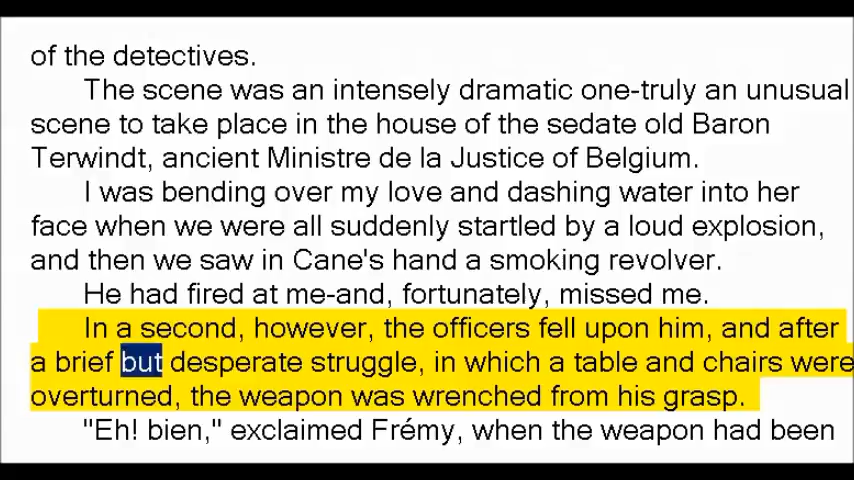 of the detectives.
The scene was an intensely dramatic one-truly an unusual
scene to take place in the house of the sedate old Baron
Terwindt, ancient Ministre de la Justice of Belgium.
I was bending over my love and dashing water into her
face when we were all suddenly startled by a loud explosion,
and then we saw in Cane's hand a smoking revolver.
He had fired at me-and, fortunately, missed me.
In a second, however, the officers fell upon him, and after
a brief but desperate struggle, in which a table and chairs were
overturned, the weapon was wrenched from his grasp.
"Eh! bien," exclaimed Frémy, when the weapon had been